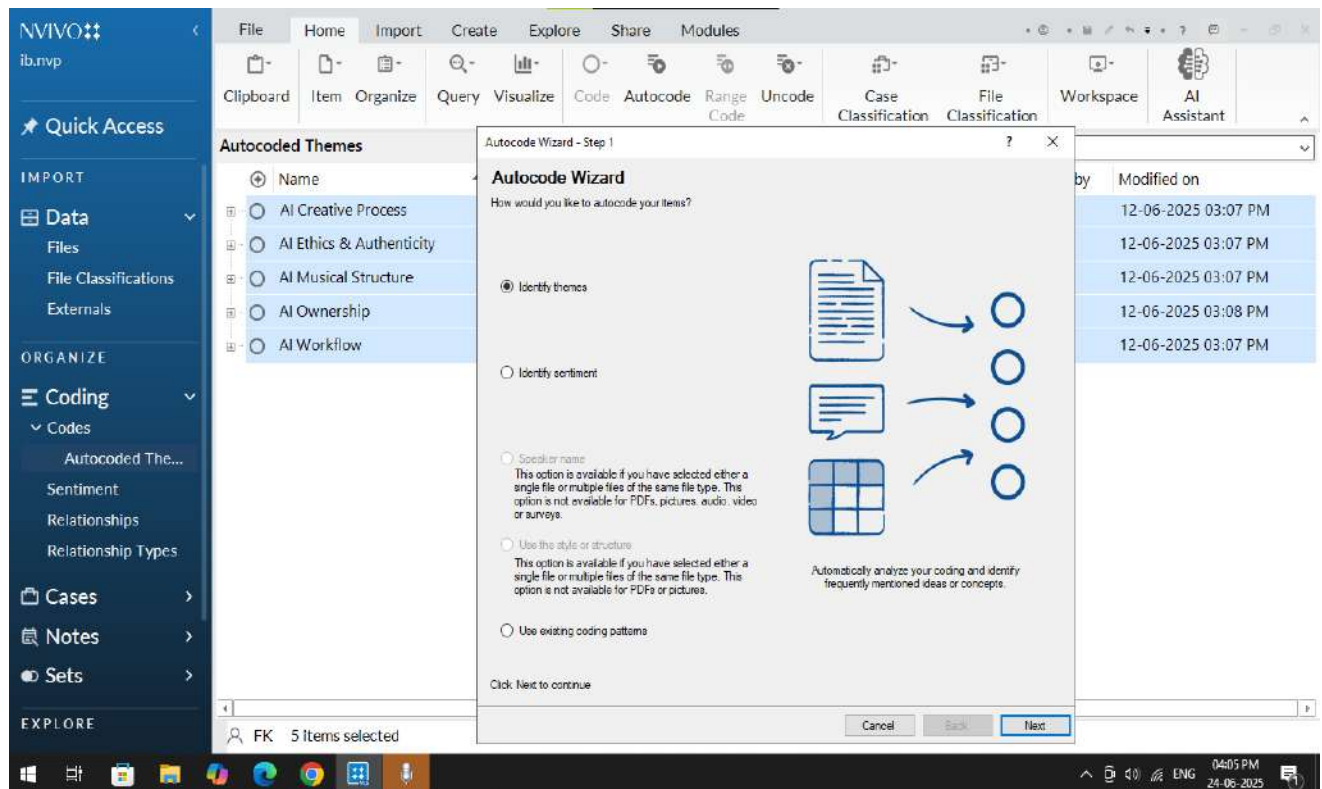 NVIVO
ib.nvp
Quick Access
IMPORT
Data
Files
File Classifications
Externals
ORGANIZE
Coding
Codes
Autocoded The...
Sentiment
Relationships
Relationship Types
Cases
Notes
Sets
EXPLORE
File Home Import Create Explore Share Modules
Clipboard Item Organize Query Visualize Code Autocode Range Code Uncode Case Classification File Classification Workspace AI Assistant
Autocoded Themes
Name by Modified on
AI Creative Process 12-06-2025 03:07 PM
AI Ethics & Authenticity 12-06-2025 03:07 PM
AI Musical Structure 12-06-2025 03:07 PM
AI Ownership 12-06-2025 03:08 PM
AI Workflow 12-06-2025 03:07 PM
Autocode Wizard - Step 1 ?
Autocode Wizard
How would you like to autocode your items?
Identify themes
Identify sentiment
Speaker name
This option is available if you have selected either a
single file or multiple files of the same file type. This
option is not available for PDFs, pictures, audio, video
or surveys.
Use the style or structure
This option is available if you have selected either a
single file or multiple files of the same file type. This
option is not available for PDFs or pictures.
Use existing coding patterns
Automatically analyze your coding and identify
frequently mentioned ideas or concepts.
Click Next to continue
Cancel Back Next
FK 5 items selected
ENG 04:05 PM
24-06-2025